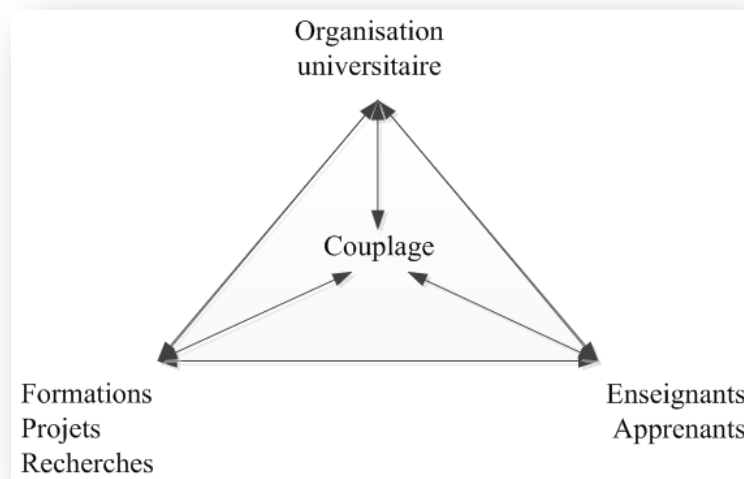 Organisation
universitaire
Couplage
Formations
Projets
Recherches
Enseignants
Apprenants